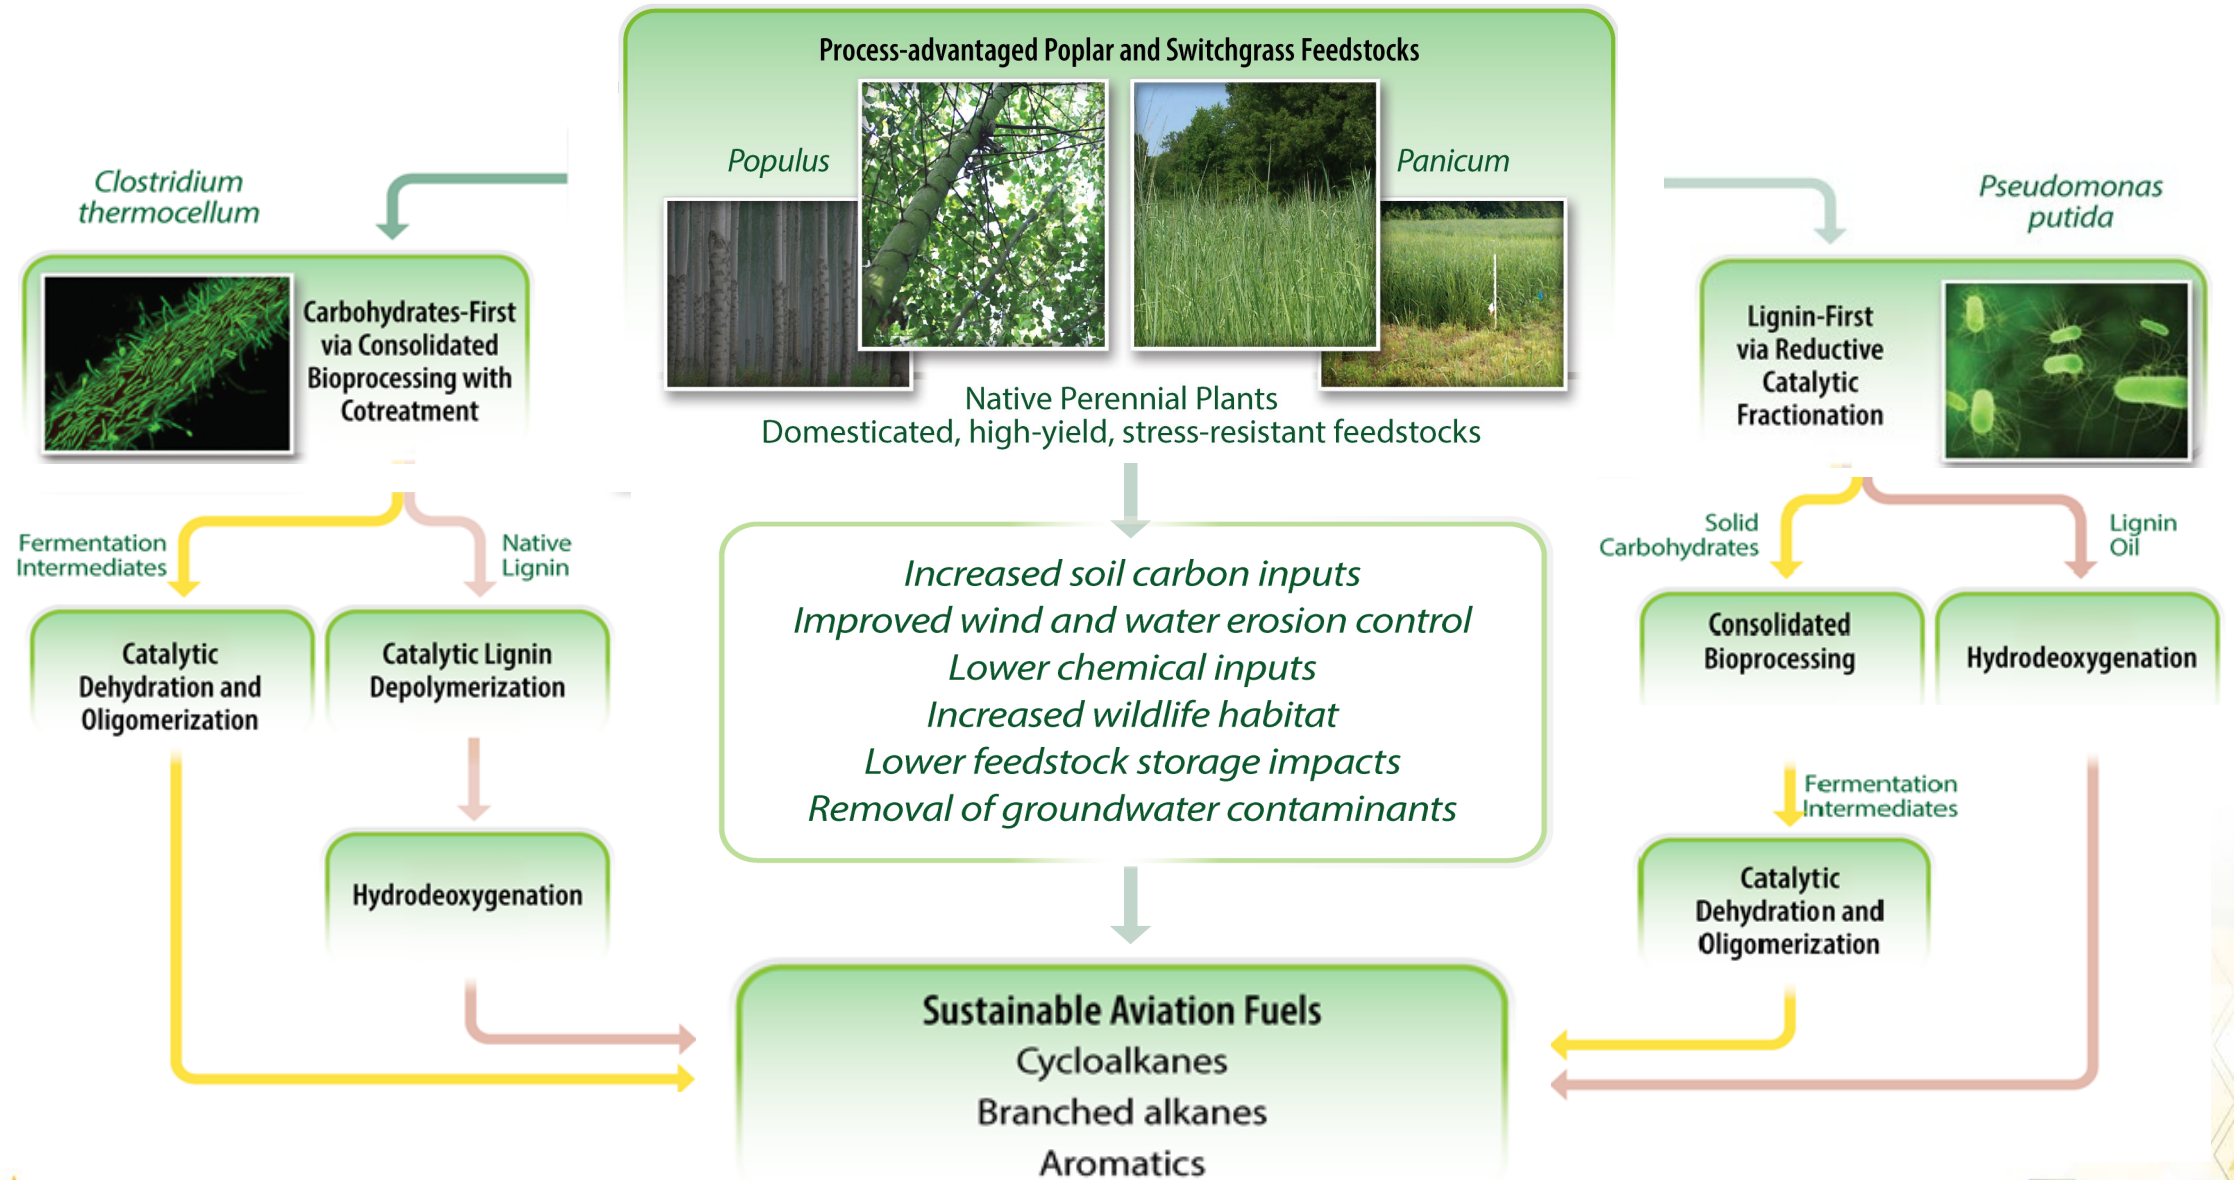 Process-advantaged Poplar and Switchgrass Feedstocks
Populus
Panicum
Native Perennial Plants
Domesticated, high-yield, stress-resistant feedstocks
Clostridium
thermocellum
Carbohydrates-First
via Consolidated
Bioprocessing with
Cotreatment
Fermentation
Intermediates
Native
Lignin
Catalytic
Dehydration and
Oligomerization
Catalytic Lignin
Depolymerization
Hydrodeoxygenation
Increased soil carbon inputs
Improved wind and water erosion control
Lower chemical inputs
Increased wildlife habitat
Lower feedstock storage impacts
Removal of groundwater contaminants
Pseudomonas
putida
Lignin-First
via Reductive
Catalytic
Fractionation
Solid
Carbohydrates
Lignin
Oil
Consolidated
Bioprocessing
Hydrodeoxygenation
Fermentation
Intermediates
Catalytic
Dehydration and
Oligomerization
Sustainable Aviation Fuels
Cycloalkanes
Branched alkanes
Aromatics